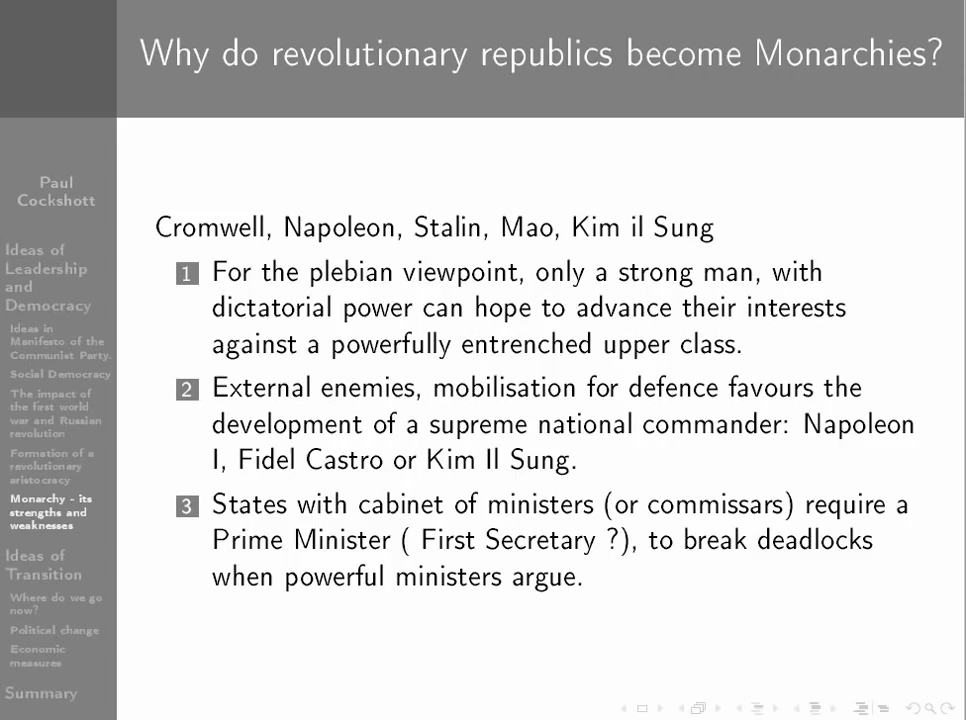 Why do revolutionary republics become Monarchies?
Paul
Cockshott
Ideas of
Leadership
and
Democracy
Ideas in
Manifesto of the
Communist Party.
Social Democracy
The impact of
the first world
war and Russian
revolution
Formation of a
revolutionary
aristocracy
Monarchy - its
strengths and
weaknesses
Ideas of
Transition
Where do we go
now?
Political change
Economic
measures
Summary
Cromwell, Napoleon, Stalin, Mao, Kim il Sung
1 For the plebian viewpoint, only a strong man, with
dictatorial power can hope to advance their interests
against a powerfully entrenched upper class.
2 External enemies, mobilisation for defence favours the
development of a supreme national commander: Napoleon
I, Fidel Castro or Kim Il Sung.
3 States with cabinet of ministers (or commissars) require a
Prime Minister ( First Secretary ?), to break deadlocks
when powerful ministers argue.